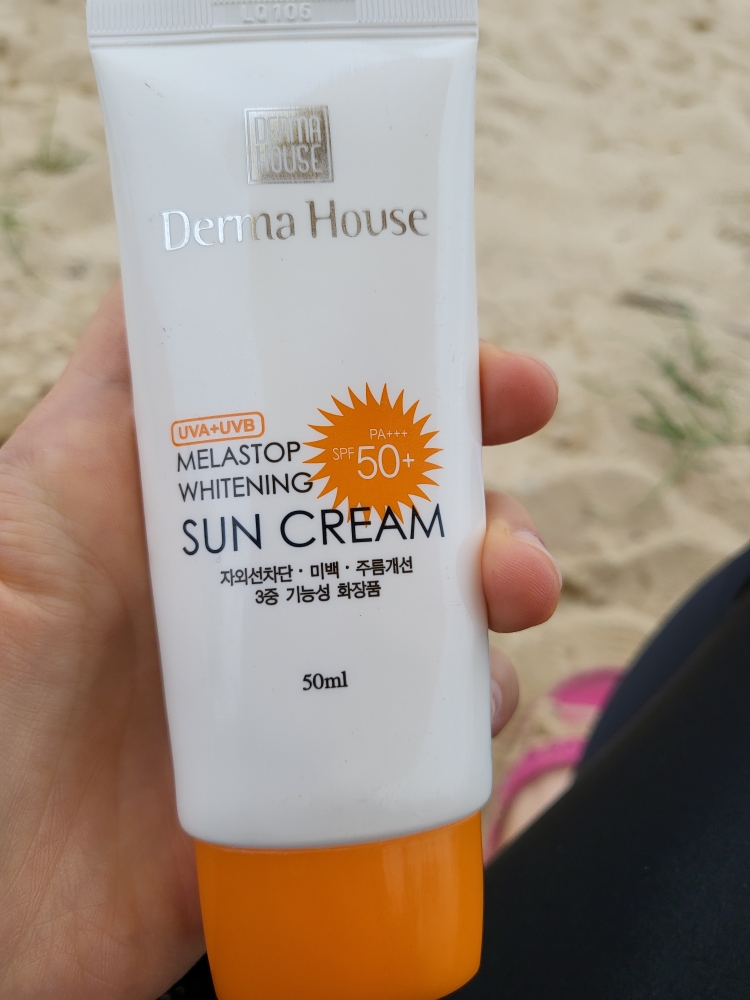 LQ105
DERMA
HOUSE
Derma House
UVA+UVB
MELASTOP
WHITENING
PA+++
SPF 50+
SUN CREAM
자외선차단 · 미백 · 주름개선
3중 기능성 화장품
50ml